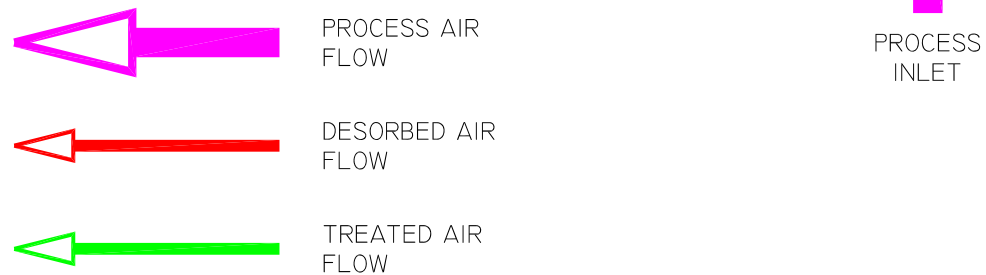 PROCESS AIR
FLOW
PROCESS
INLET
DESORBED AIR
FLOW
TREATED AIR
FLOW